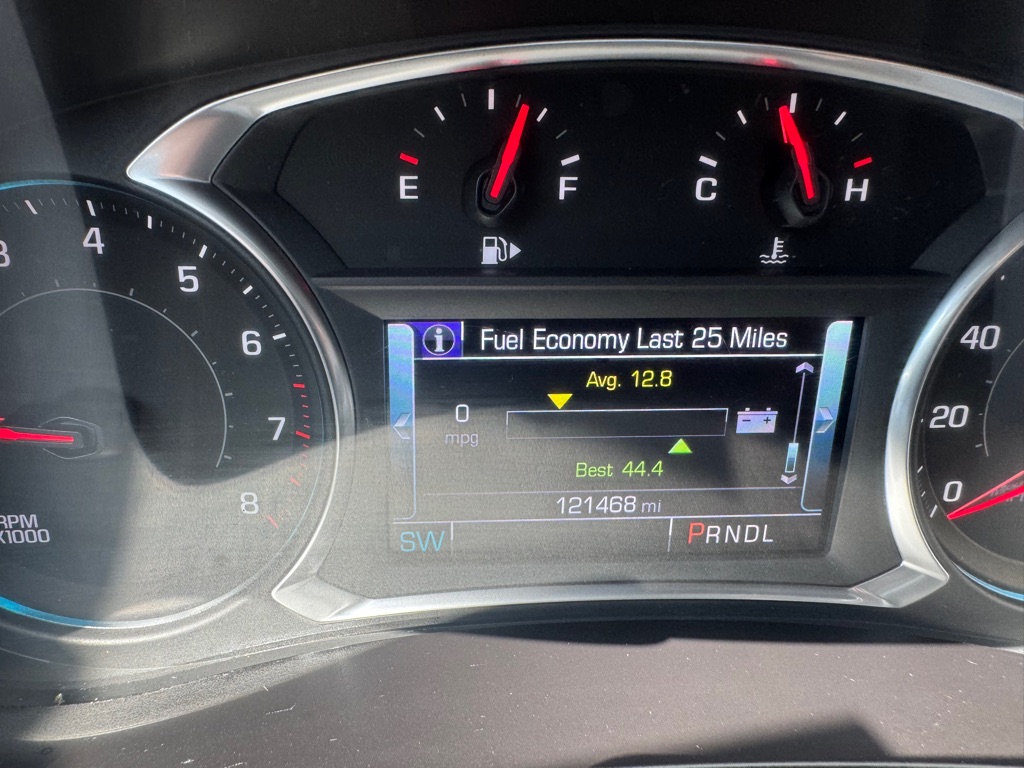 E F
C H
3 4 5 6 7 8
RPM
X1000
Fuel Economy Last 25 Miles
Avg. 12.8
0
mpg
Best 44.4
121468 mi
SW
PRNDL
40
20
0